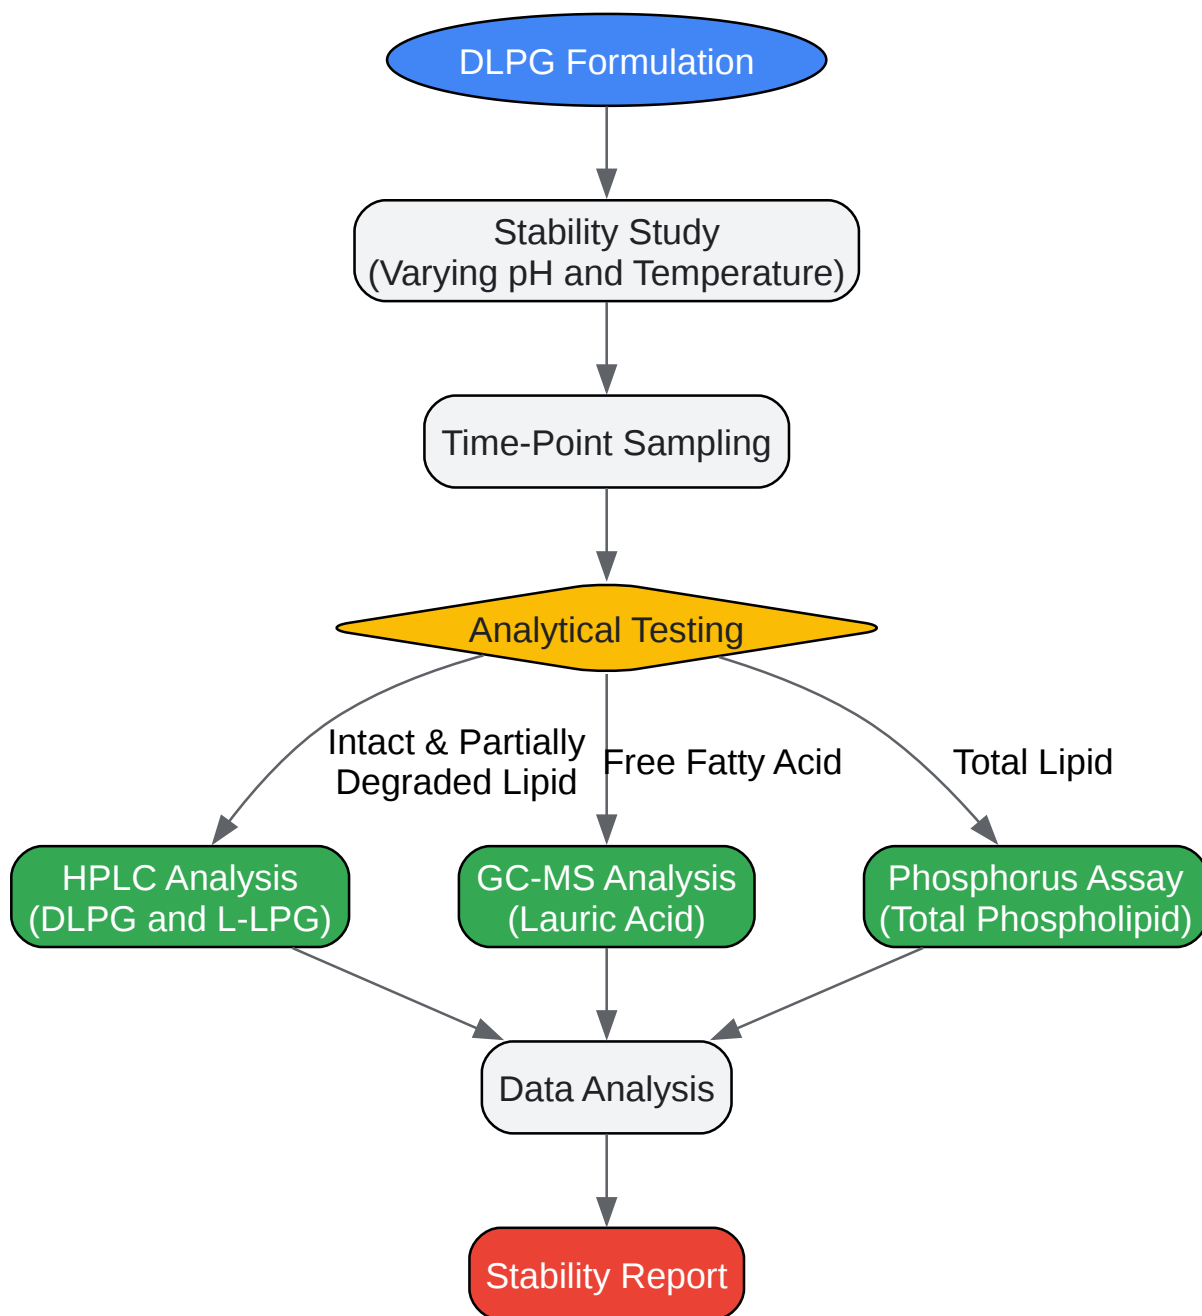 DLPG Formulation
Stability Study
(Varying pH and Temperature)
Time-Point Sampling
Analytical Testing
Intact & Partially
Degraded Lipid
Free Fatty Acid
Total Lipid
HPLC Analysis
(DLPG and L-LPG)
GC-MS Analysis
(Lauric Acid)
Phosphorus Assay
(Total Phospholipid)
Data Analysis
Stability Report